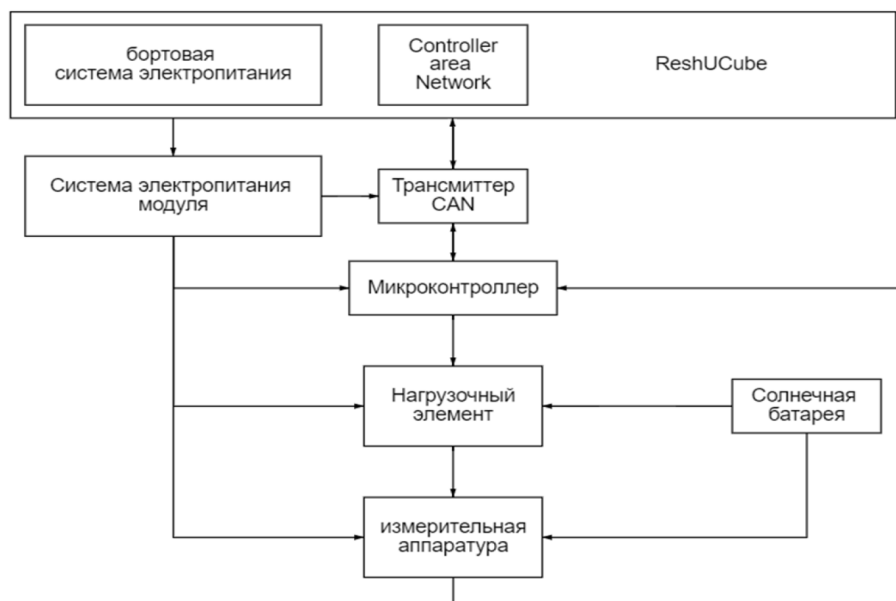 бортовая
система электропитания
Controller
area
Network
ReshUCube
Система электропитания
модуля
Трансмиттер
CAN
Микроконтроллер
Нагрузочный
элемент
Солнечная
батарея
измерительная
аппаратура